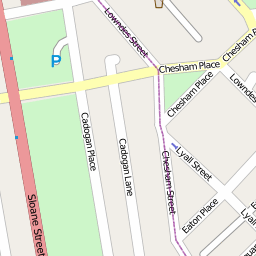 Lowndes Street
Chesham Place
Chesham
P
Chesham Place
Lowndes
Cadogan Place
Cadogan Lane
Lyall Street
Chesham Street
Sloane Street
Eaton Place
Lyall